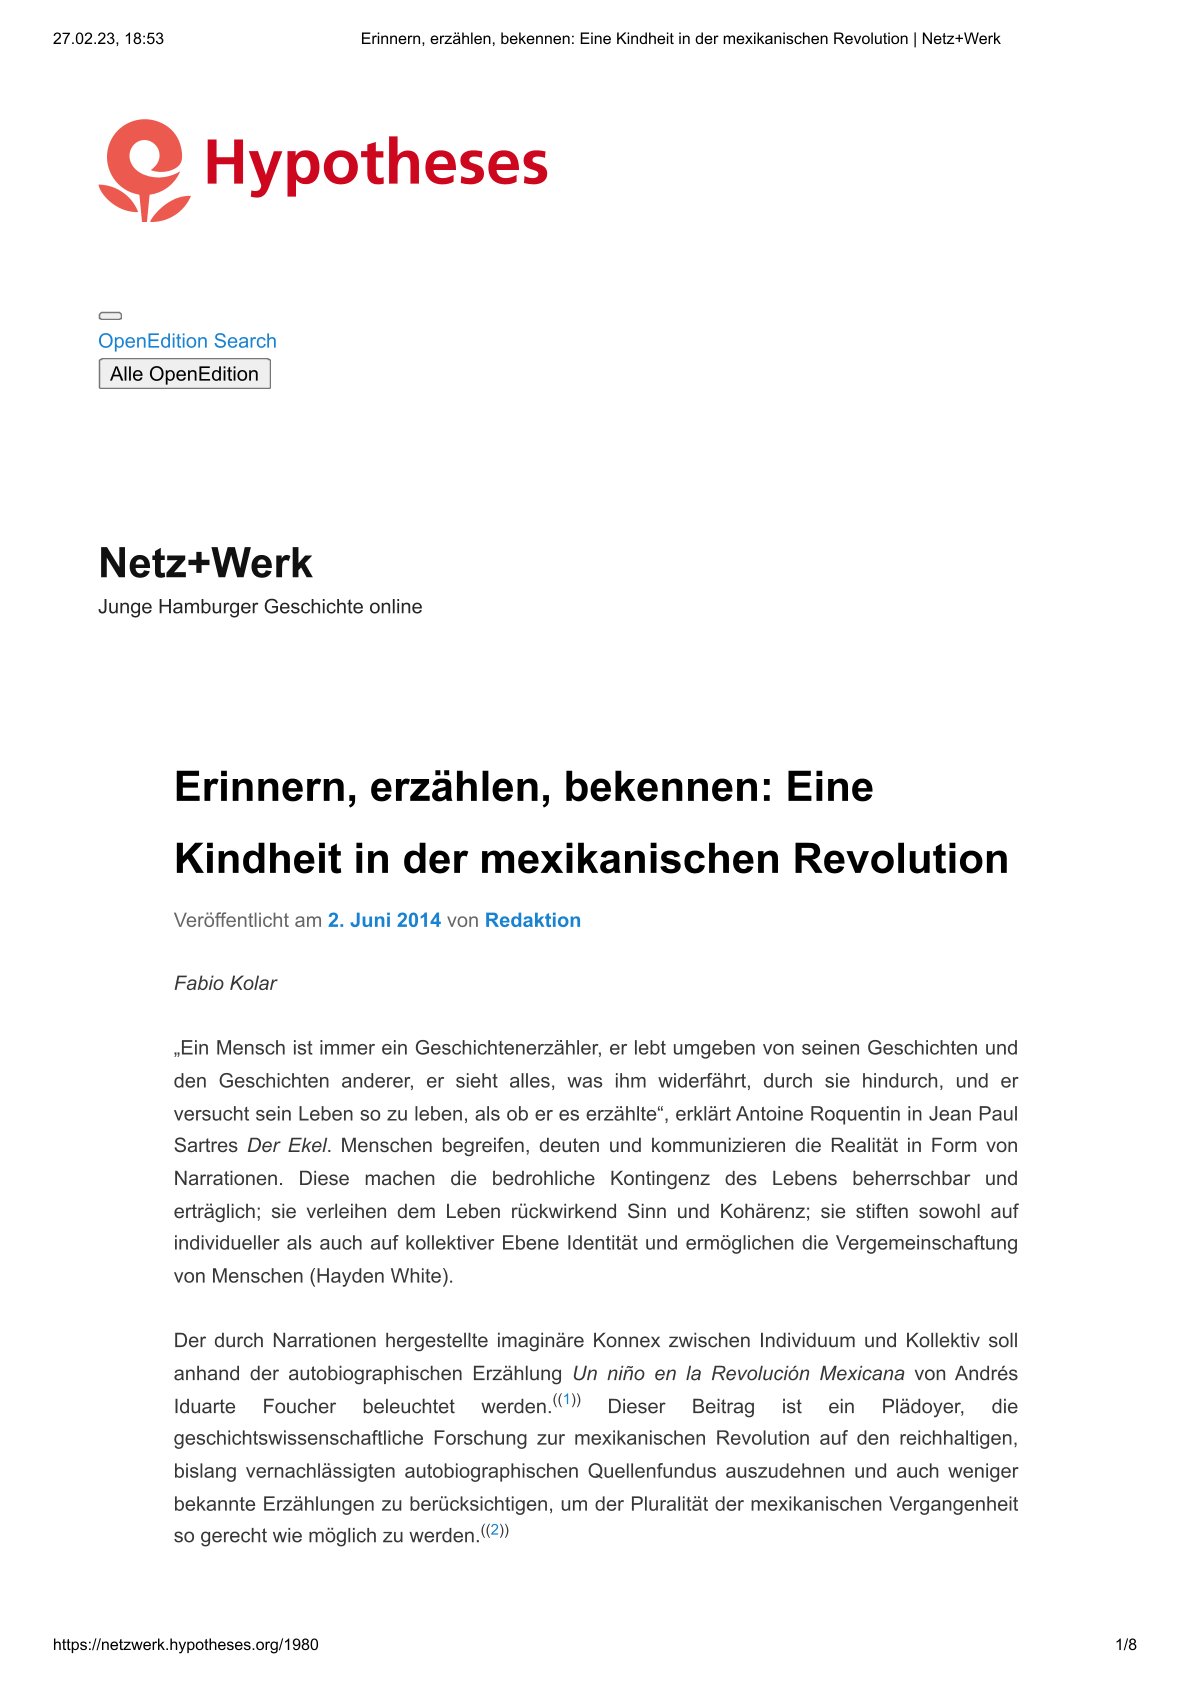 27.02.23, 18:53
Erinnern, erzählen, bekennen: Eine Kindheit in der mexikanischen Revolution | Netz+Werk
Hypotheses
OpenEdition Search
Alle OpenEdition
Netz+Werk
Junge Hamburger Geschichte online
Erinnern, erzählen, bekennen: Eine
Kindheit in der mexikanischen Revolution
Veröffentlicht am 2. Juni 2014 von Redaktion
Fabio Kolar
„Ein Mensch ist immer ein Geschichtenerzähler, er lebt umgeben von seinen Geschichten und
den Geschichten anderer, er sieht alles, was ihm widerfährt, durch sie hindurch, und er
versucht sein Leben so zu leben, als ob er es erzählte“, erklärt Antoine Roquentin in Jean Paul
Sartres Der Ekel. Menschen begreifen, deuten und kommunizieren die Realität in Form von
Narrationen. Diese machen die bedrohliche Kontingenz des Lebens beherrschbar und
erträglich; sie verleihen dem Leben rückwirkend Sinn und Kohärenz; sie stiften sowohl auf
individueller als auch auf kollektiver Ebene Identität und ermöglichen die Vergemeinschaftung
von Menschen (Hayden White).
Der durch Narrationen hergestellte imaginäre Konnex zwischen Individuum und Kollektiv soll
anhand der autobiographischen Erzählung Un niño en la Revolución Mexicana von Andrés
Iduarte Foucher beleuchtet werden.((1)) Dieser Beitrag ist ein Plädoyer, die
geschichtswissenschaftliche Forschung zur mexikanischen Revolution auf den reichhaltigen,
bislang vernachlässigten autobiographischen Quellenfundus auszudehnen und auch weniger
bekannte Erzählungen zu berücksichtigen, um der Pluralität der mexikanischen Vergangenheit
so gerecht wie möglich zu werden.((2))
https://netzwerk.hypotheses.org/1980
1/8